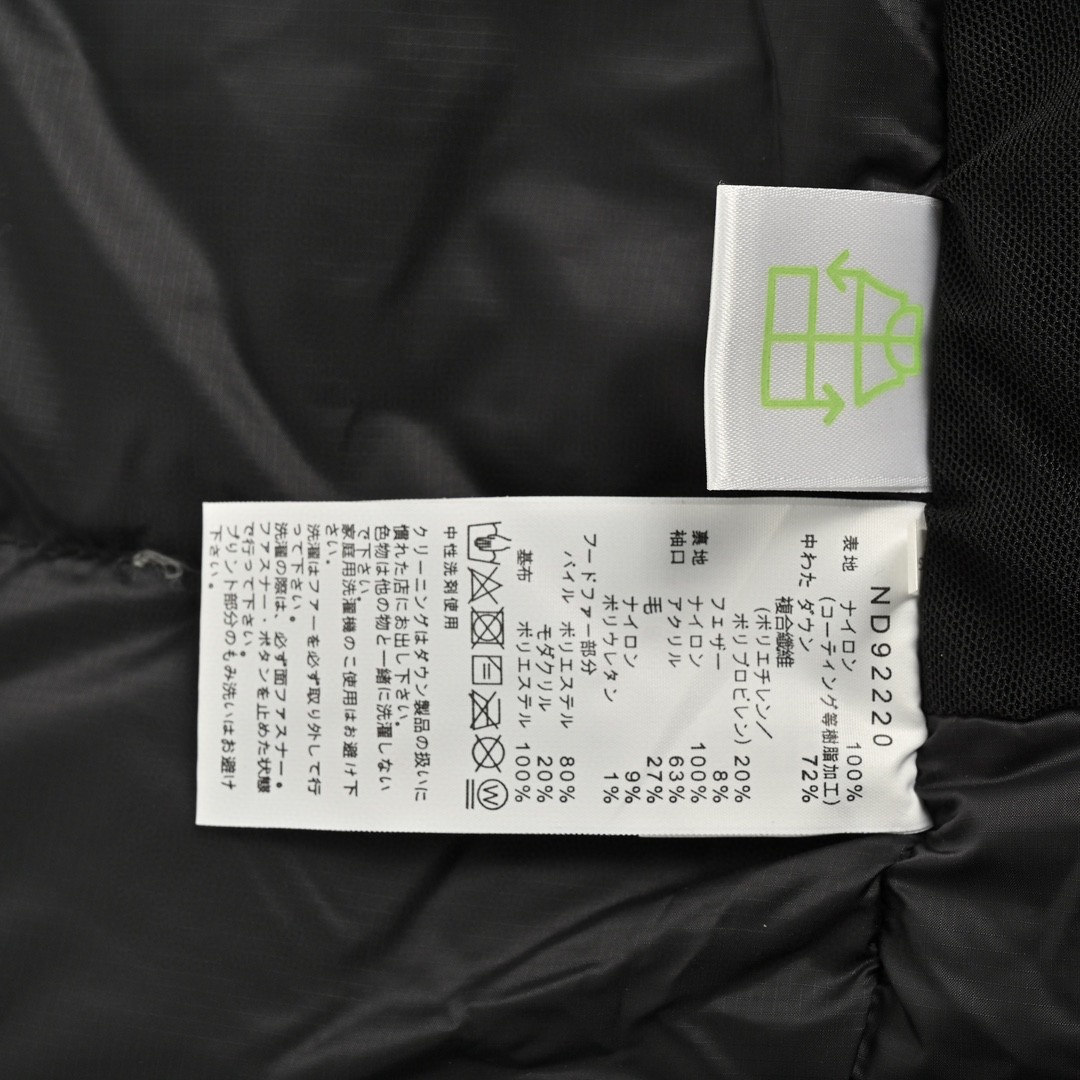 ND92220
表地 ナイロン 100%
(コーティング等樹脂加工)
中わた ダウン 72%
複合繊維
(ポリエチレン/
ポリプロピレン) 20%
フェザー 8%
裏地 ナイロン 100%
袖口 アクリル 63%
毛 27%
ナイロン 9%
ポリウレタン 1%
フードファー部分
パイル ポリエステル 80%
モダクリル 20%
基布 ポリエステル 100%
W
中性洗剤使用
クリーニングはダウン製品の扱いに
慣れた店にお出し下さい。
色物は他の物と一緒に洗濯しない
で下さい。
家庭用洗濯機のご使用はお避け下
さい。
洗濯はファーを必ず取り外して行
って下さい。
洗濯の際は、必ず面ファスナー・
ファスナー・ボタンを止めた状態
で行って下さい。
プリント部分のもみ洗いはお避け
下さい。